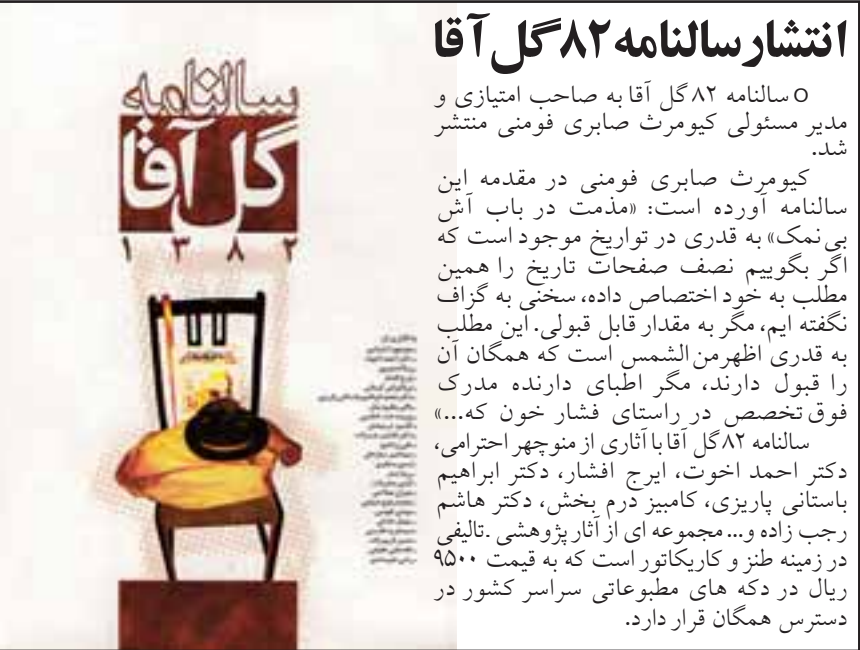 انتشار سالنامه ۸۲ گل آقا
o سالنامه ۸۲ گل آقا به صاحب امتیازی و
مدیر مسئولی کیومرث صابری فومنی منتشر
شد.
کیومرث صابری فومنی در مقدمه این
سالنامه آورده است: «مذمت در باب آش
بی نمک» به قدری در تواریخ موجود است که
اگر بگوییم نصف صفحات تاریخ را همین
مطلب به خود اختصاص داده، سخنی به گزاف
نگفته ایم، مگر به مقدار قابل قبولی. این مطلب
به قدری اظهرمن الشمس است که همگان آن
را قبول دارند، مگر اطبای دارنده مدرک
فوق تخصص در راستای فشار خون که...»
سالنامه ۸۲ گل آقا با آثاری از منوچهر احترامی،
دکتر احمد اخوت، ایرج افشار، دکتر ابراهیم
باستانی پاریزی، کامبیز درم بخش، دکتر هاشم
رجب زاده و... مجموعه ای از آثار پژوهشی ـ تالیفی
در زمینه طنز و کاریکاتور است که به قیمت ۹۵۰۰
ریال در دکه های مطبوعاتی سراسر کشور در
دسترس همگان قرار دارد.
سالنامه
گل آقا
۱۳۸۲